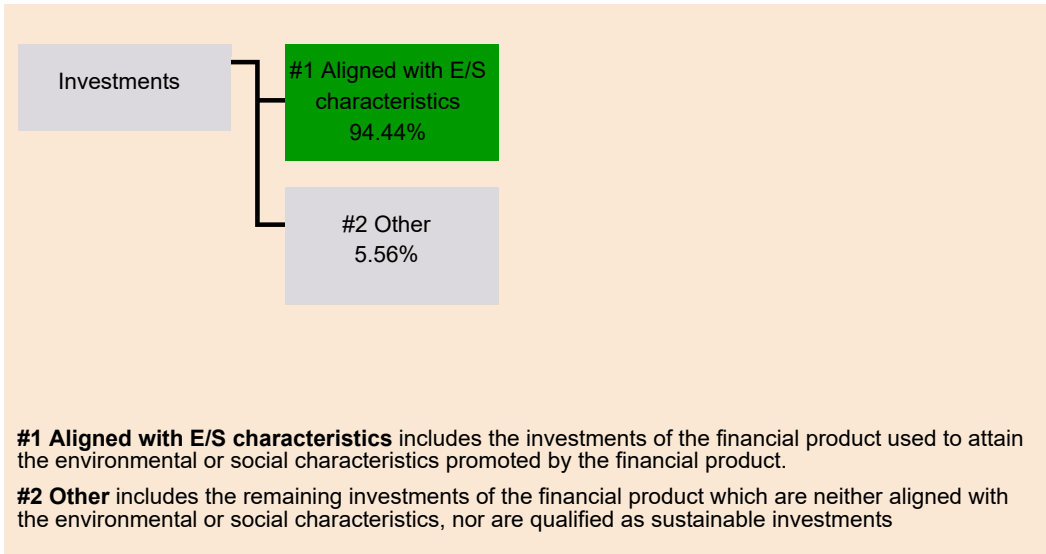 Investments
#1 Aligned with E/S
characteristics
94.44%
#2 Other
5.56%
#1 Aligned with E/S characteristics includes the investments of the financial product used to attain
the environmental or social characteristics promoted by the financial product.
#2 Other includes the remaining investments of the financial product which are neither aligned with
the environmental or social characteristics, nor are qualified as sustainable investments